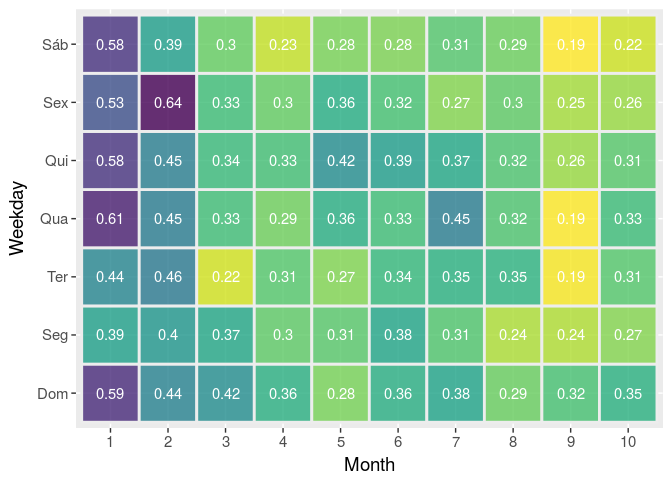 Sáb 0.58 0.39 0.3 0.23 0.28 0.28 0.31 0.29 0.19 0.22
Sex 0.53 0.64 0.33 0.3 0.36 0.32 0.27 0.3 0.25 0.26
Qui 0.58 0.45 0.34 0.33 0.42 0.39 0.37 0.32 0.26 0.31
Qua 0.61 0.45 0.33 0.29 0.36 0.33 0.45 0.32 0.19 0.33
Ter 0.44 0.46 0.22 0.31 0.27 0.34 0.35 0.35 0.19 0.31
Seg 0.39 0.4 0.37 0.3 0.31 0.38 0.31 0.24 0.24 0.27
Dom 0.59 0.44 0.42 0.36 0.28 0.36 0.38 0.29 0.32 0.35
1 2 3 4 5 6 7 8 9 10
Month
Weekday